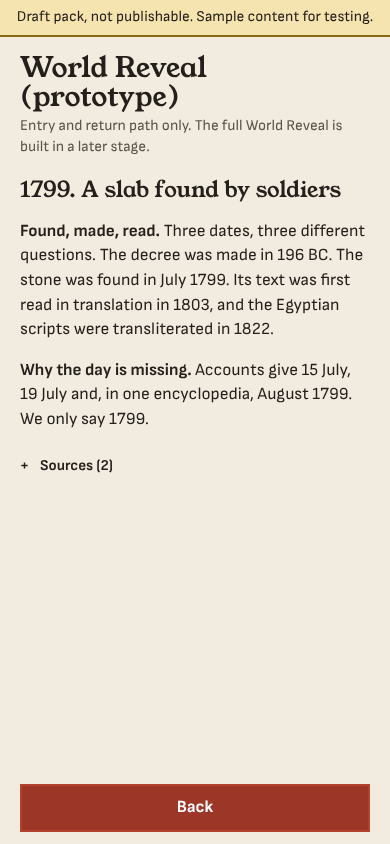 Draft pack, not publishable. Sample content for testing.
World Reveal
(prototype)
Entry and return path only. The full World Reveal is
built in a later stage.
1799. A slab found by soldiers
Found, made, read. Three dates, three different
questions. The decree was made in 196 BC. The
stone was found in July 1799. Its text was first
read in translation in 1803, and the Egyptian
scripts were transliterated in 1822.
Why the day is missing. Accounts give 15 July,
19 July and, in one encyclopedia, August 1799.
We only say 1799.
+ Sources (2)
Back